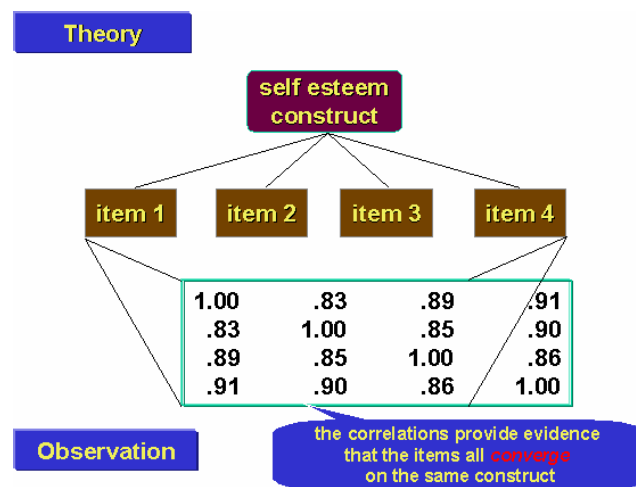 Theory
self esteem
construct
item 1 item 2 item 3 item 4
1.00 .83 .89 .91
.83 1.00 .85 .90
.89 .85 1.00 .86
.91 .90 .86 1.00
Observation
the correlations provide evidence
that the items all converge
on the same construct